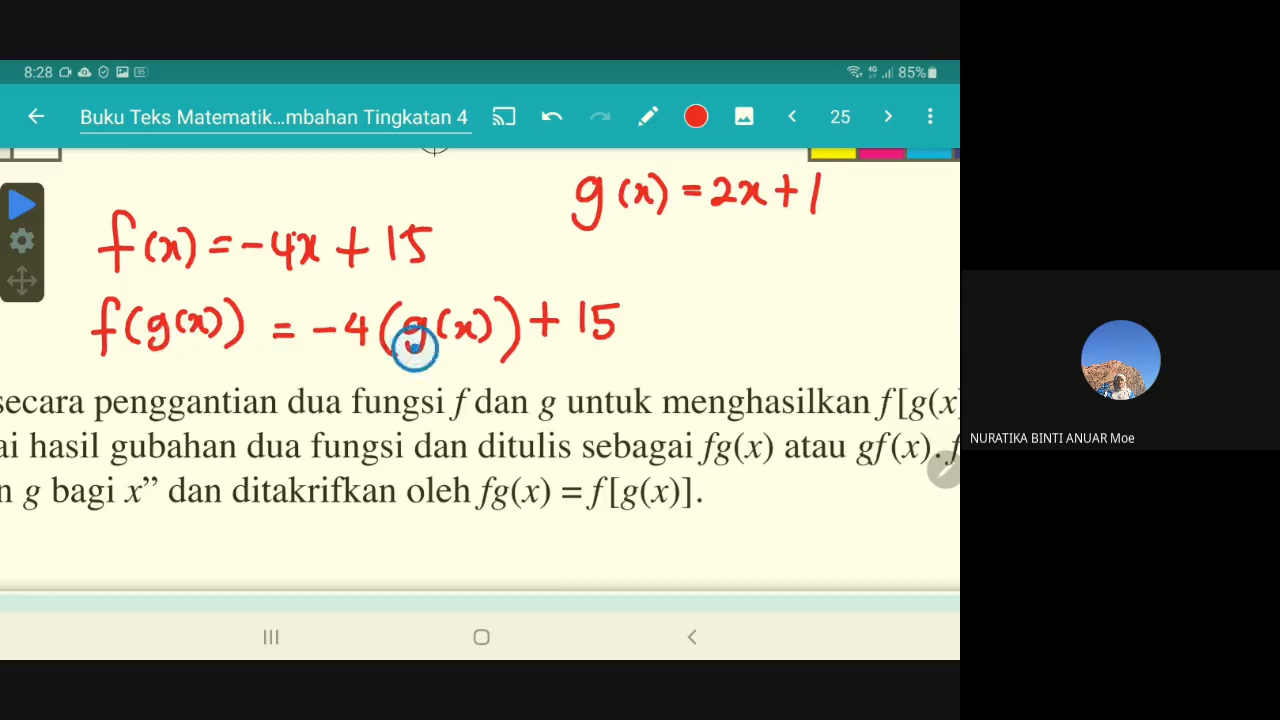 8:28 85%
Buku Teks Matematik...mbahan Tingkatan 4 25
g(x) = 2x + 1
f(x) = -4x + 15
f(g(x)) = -4(g(x)) + 15
secara penggantian dua fungsi f dan g untuk menghasilkan f[g(x)
ai hasil gubahan dua fungsi dan ditulis sebagai fg(x) atau gf(x). f
n g bagi x” dan ditakrifkan oleh fg(x) = f[g(x)].
NURATIKA BINTI ANUAR Moe